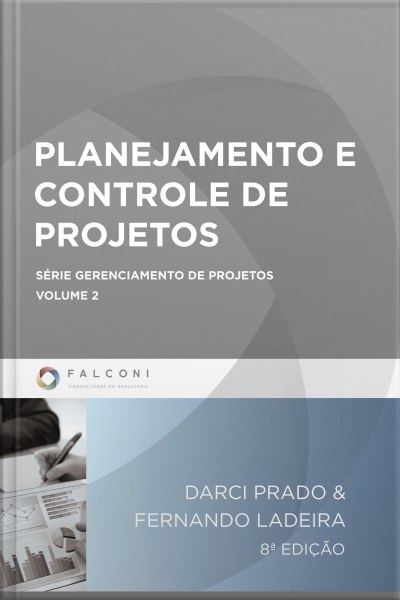 PLANEJAMENTO E
CONTROLE DE
PROJETOS
SÉRIE GERENCIAMENTO DE PROJETOS
VOLUME 2
FALCONI
CONSULTORES DE RESULTADO
DARCI PRADO &
FERNANDO LADEIRA
8ª EDIÇÃO